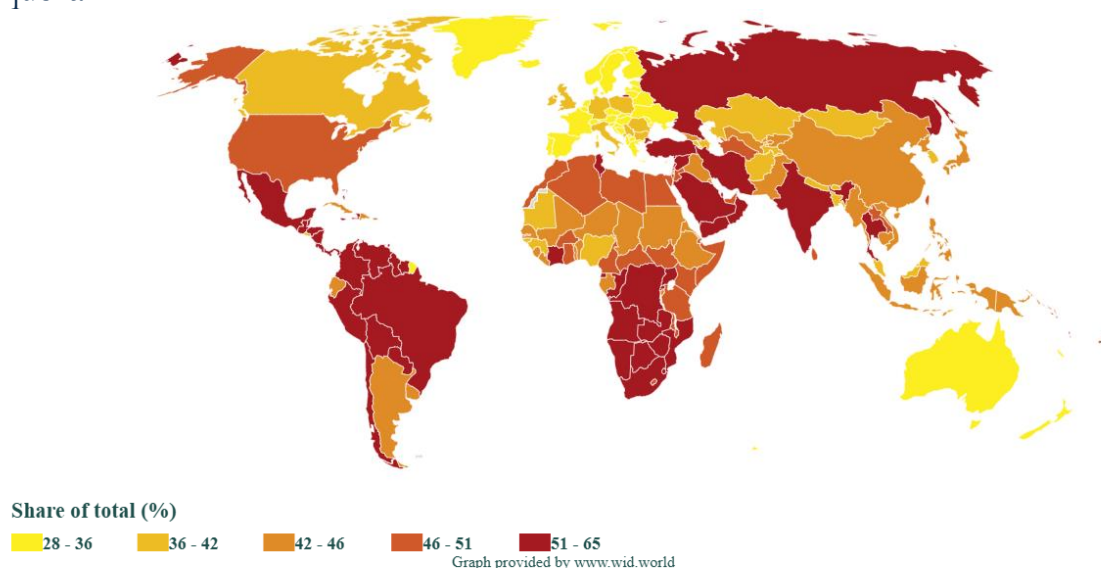 Share of total (%)
28 - 36 36 - 42 42 - 46 46 - 51 51 - 65
Graph provided by www.wid.world